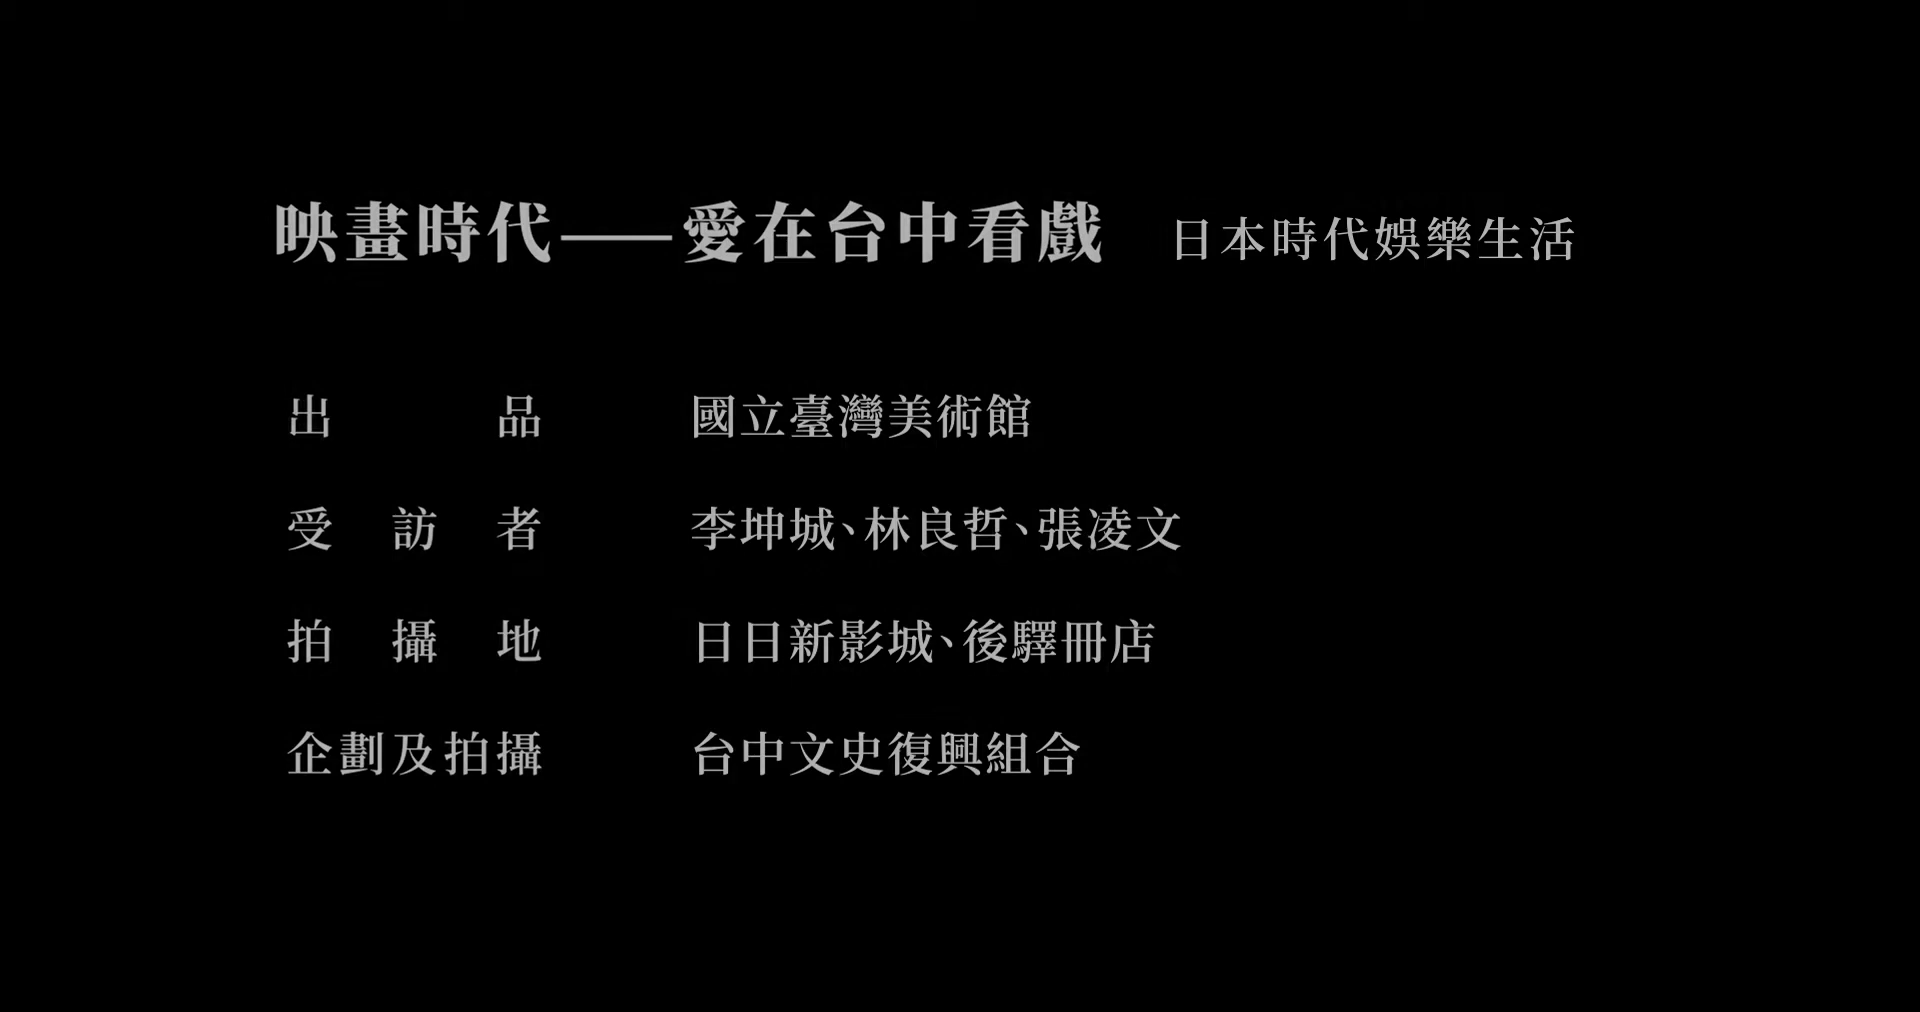 映畫時代——愛在台中看戲 日本時代娛樂生活
出品 國立臺灣美術館
受訪者 李坤城、林良哲、張凌文
拍攝地 日日新影城、後驛冊店
企劃及拍攝 台中文史復興組合